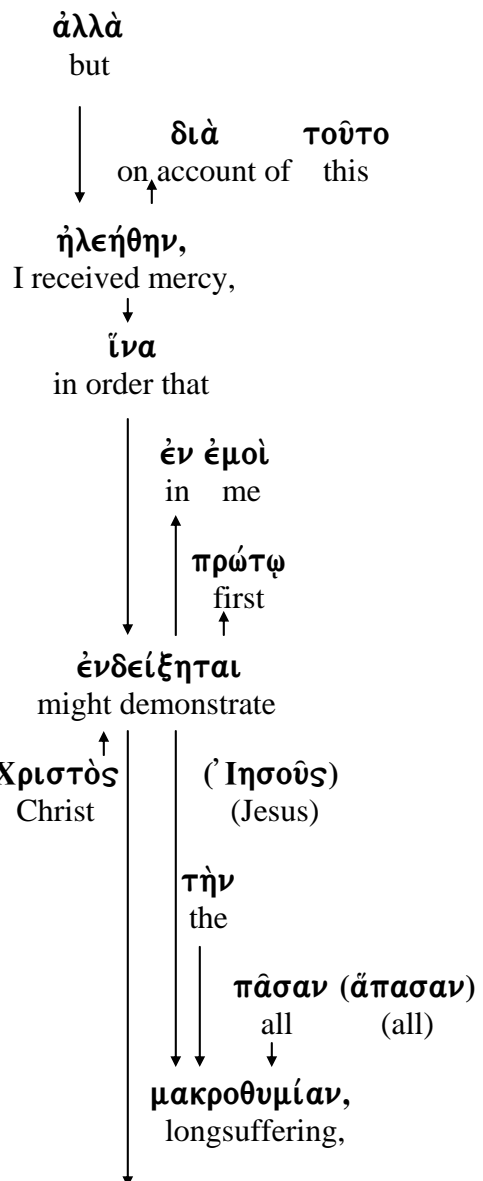 ἀλλὰ
but
διὰ τοῦτο
on account of this
ἠλεήθην,
I received mercy,
ἵνα
in order that
ἐν ἐμοὶ
in me
πρώτῳ
first
ἐνδείξηται
might demonstrate
Χριστὸς (Ἰησοῦς)
Christ (Jesus)
τὴν
the
πᾶσαν (ἅπασαν)
all (all)
μακροθυμίαν,
longsuffering,